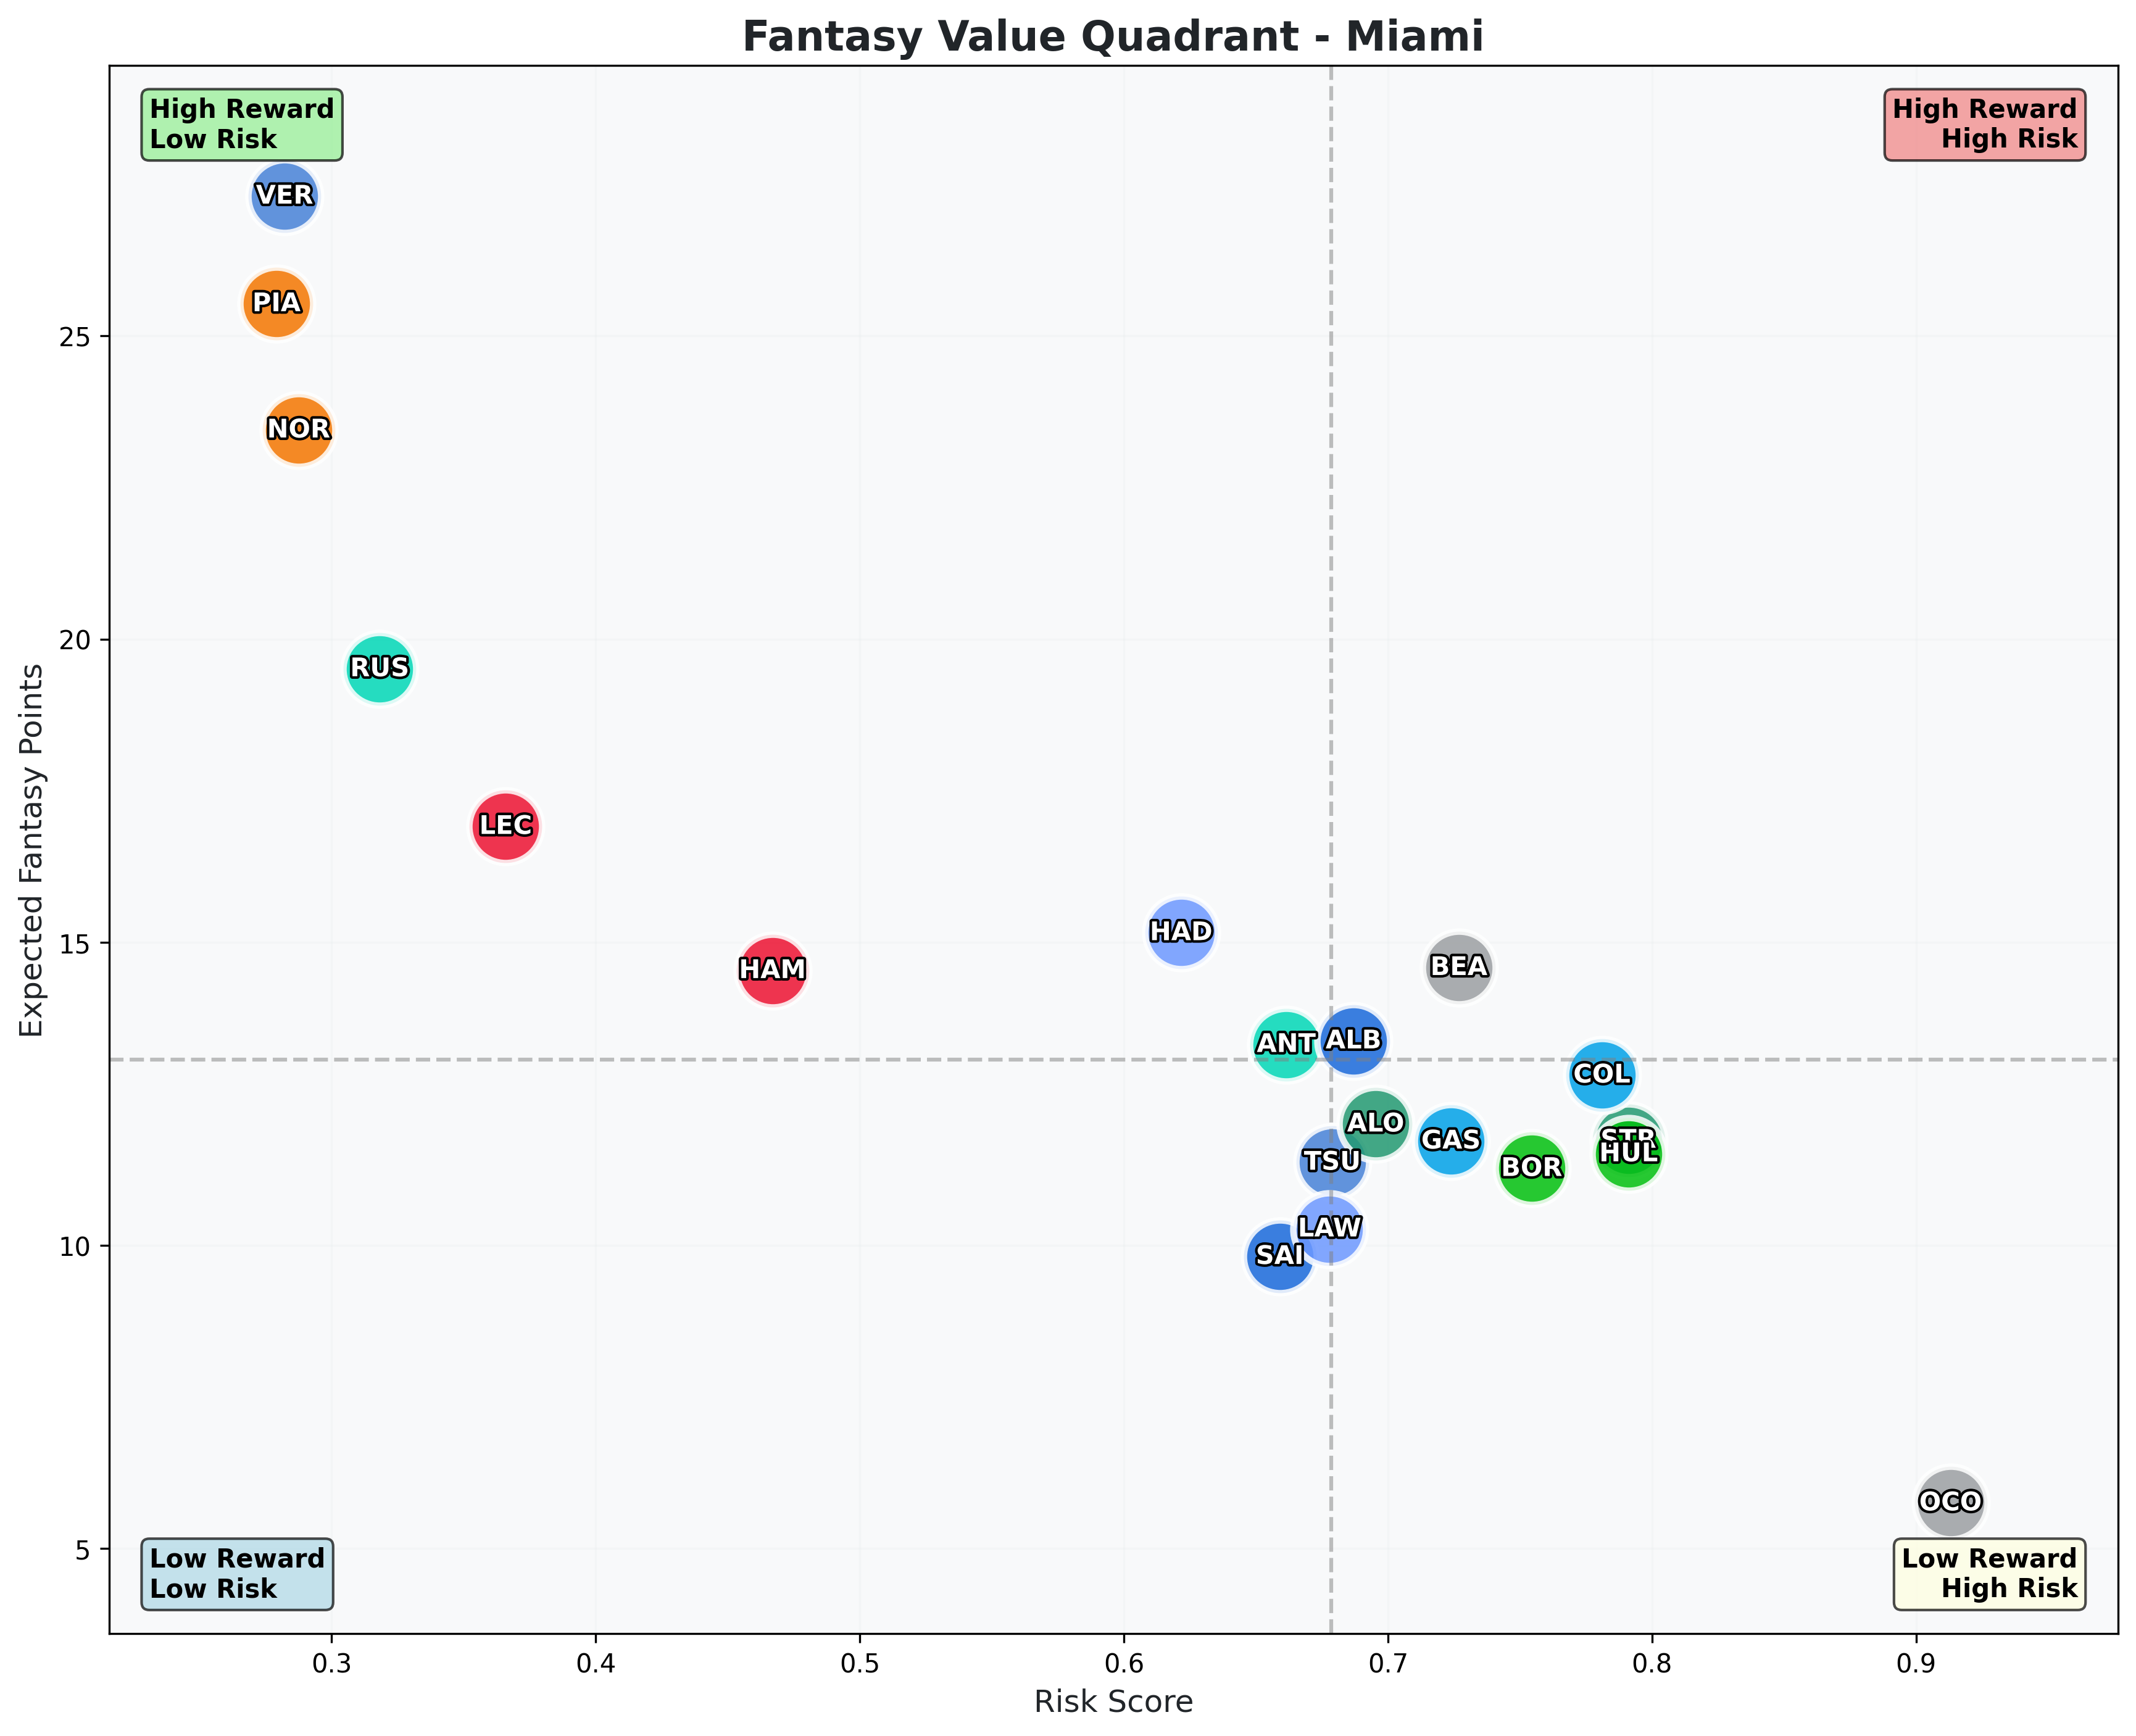 Fantasy Value Quadrant - Miami
High Reward
Low Risk
High Reward
High Risk
VER
PIA
NOR
RUS
LEC
HAD
HAM
BEA
ANT
ALB
COL
ALO
GAS
STR
HUL
TSU
BOR
LAW
SAI
OCO
Low Reward
Low Risk
Low Reward
High Risk
Expected Fantasy Points
25
20
15
10
5
0.3
0.4
0.5
0.6
0.7
0.8
0.9
Risk Score